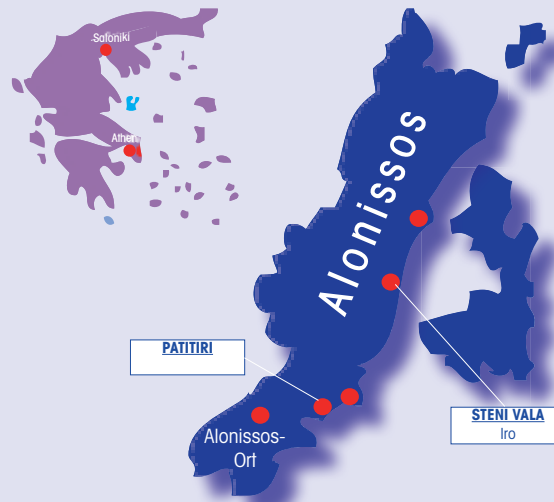 Saloniki
Athen
Alonissos
PATITIRI
STENI VALA
Iro
Alonissos-
Ort